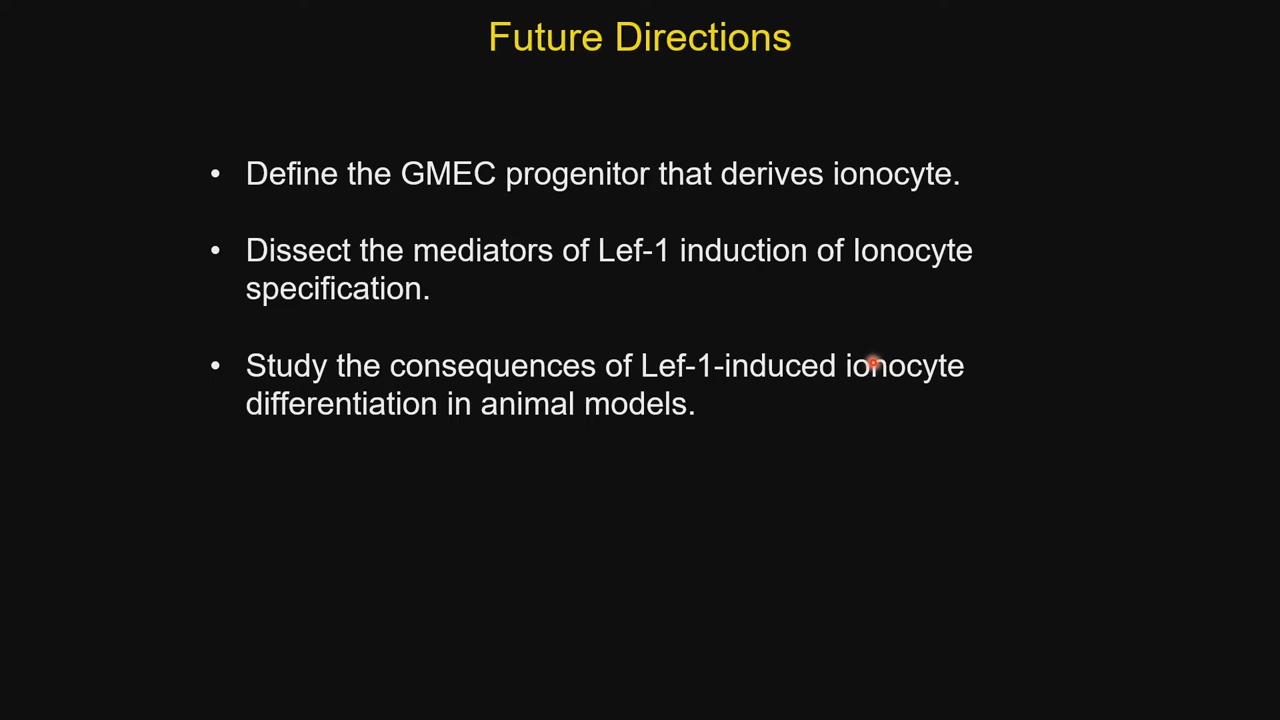 Future Directions
• Define the GMEC progenitor that derives ionocyte.
• Dissect the mediators of Lef-1 induction of Ionocyte
specification.
• Study the consequences of Lef-1-induced ionocyte
differentiation in animal models.